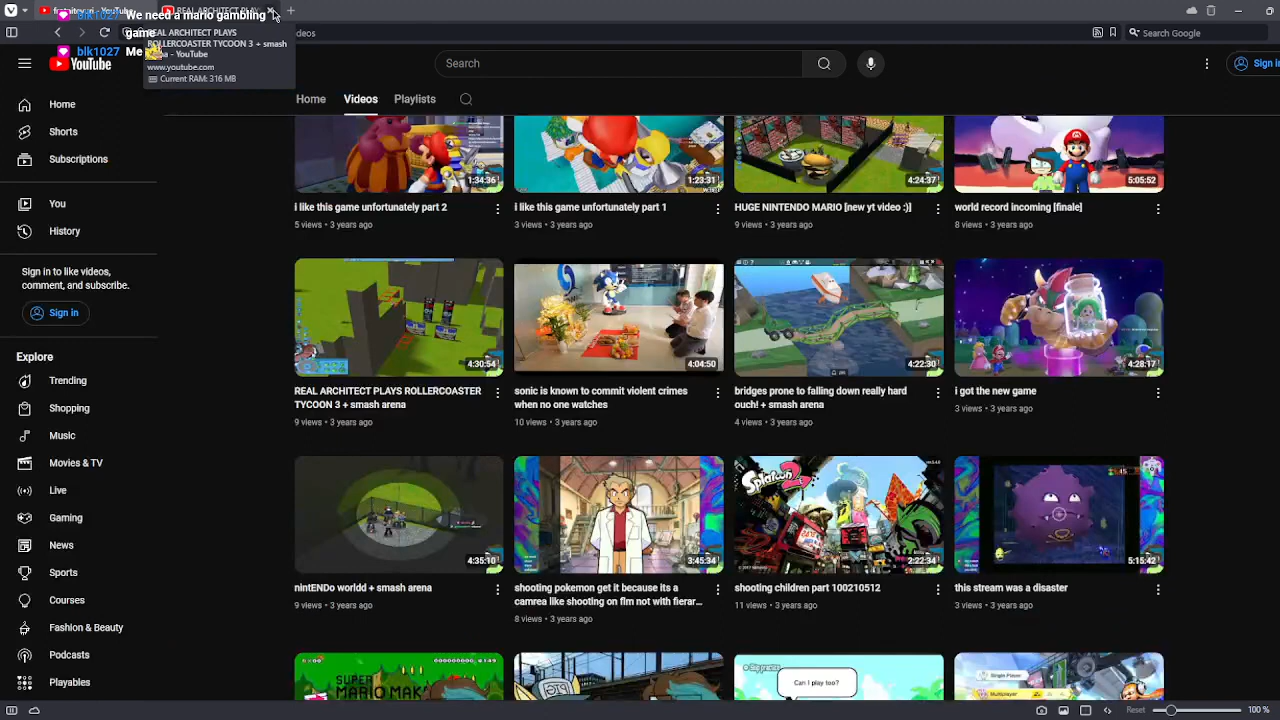 blk1027 We need a mario gambling
game
blk1027 Me
REAL ARCHITECT PLAY
REAL ARCHITECT PLAYS
ROLLERCOASTER TYCOON 3 + smash
- YouTube
www.youtube.com
Current RAM: 316 MB
Search Google
YouTube
Search
Sign in
Home
Videos
Playlists
Home
Shorts
Subscriptions
You
History
Sign in to like videos,
comment, and subscribe.
Sign in
Explore
Trending
Shopping
Music
Movies & TV
Live
Gaming
News
Sports
Courses
Fashion & Beauty
Podcasts
Playables
1:34:36
i like this game unfortunately part 2
5 views • 3 years ago
1:23:31
i like this game unfortunately part 1
3 views • 3 years ago
4:24:37
HUGE NINTENDO MARIO [new yt video :)]
9 views • 3 years ago
5:05:52
world record incoming [finale]
8 views • 3 years ago
4:30:54
REAL ARCHITECT PLAYS ROLLERCOASTER
TYCOON 3 + smash arena
9 views • 3 years ago
4:04:50
sonic is known to commit violent crimes
when no one watches
10 views • 3 years ago
4:22:30
bridges prone to falling down really hard
ouch! + smash arena
4 views • 3 years ago
4:28:17
i got the new game
3 views • 3 years ago
4:35:10
nintENDo worldd + smash arena
9 views • 3 years ago
3:45:34
shooting pokemon get it because its a
camrea like shooting on flm not with fierar...
8 views • 3 years ago
Splatoon 2
2:22:34
shooting children part 100210512
11 views • 3 years ago
5:15:42
this stream was a disaster
3 views • 3 years ago
SUPER
MARIO MAK
Can I play too?
Single Player
Multiplayer
Reset
100 %